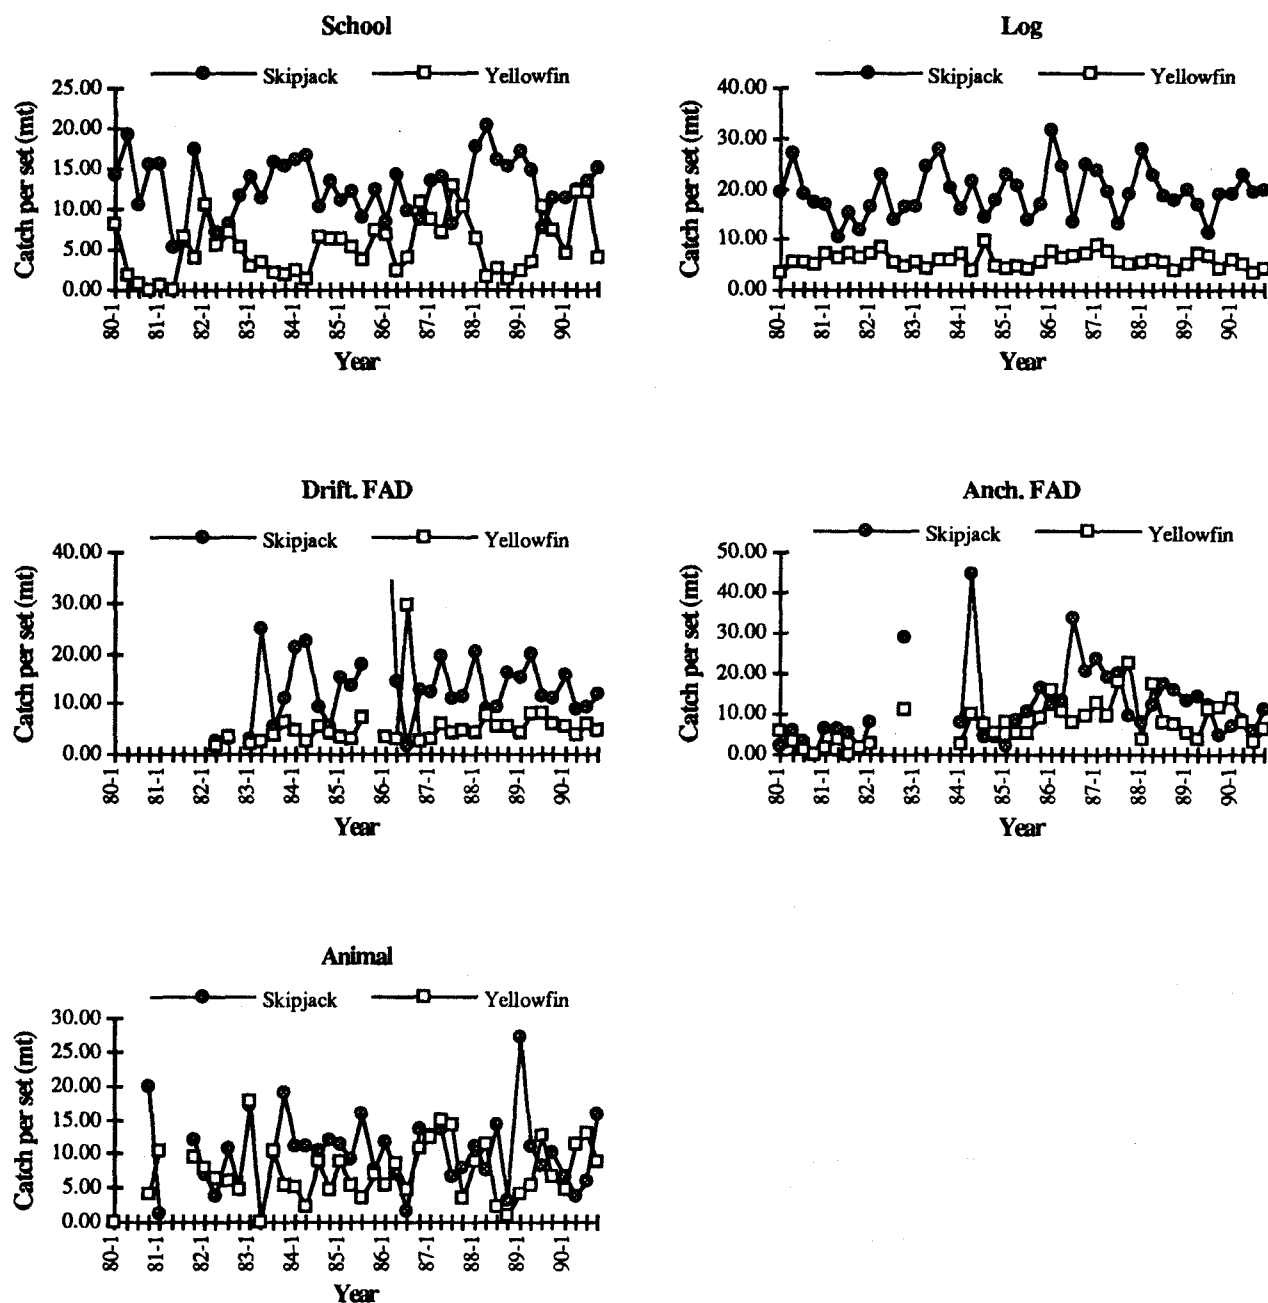 School
Skipjack Yellowfin
Catch per set (mt)
25.00
20.00
15.00
10.00
5.00
0.00
80-1 81-1 82-1 83-1 84-1 85-1 86-1 87-1 88-1 89-1 90-1
Year
Log
Skipjack Yellowfin
Catch per set (mt)
40.00
30.00
20.00
10.00
0.00
80-1 81-1 82-1 83-1 84-1 85-1 86-1 87-1 88-1 89-1 90-1
Year
Drift. FAD
Skipjack Yellowfin
Catch per set (mt)
40.00
30.00
20.00
10.00
0.00
80-1 81-1 82-1 83-1 84-1 85-1 86-1 87-1 88-1 89-1 90-1
Year
Anch. FAD
Skipjack Yellowfin
Catch per set (mt)
50.00
40.00
30.00
20.00
10.00
0.00
80-1 81-1 82-1 83-1 84-1 85-1 86-1 87-1 88-1 89-1 90-1
Year
Animal
Skipjack Yellowfin
Catch per set (mt)
30.00
25.00
20.00
15.00
10.00
5.00
0.00
80-1 81-1 82-1 83-1 84-1 85-1 86-1 87-1 88-1 89-1 90-1
Year